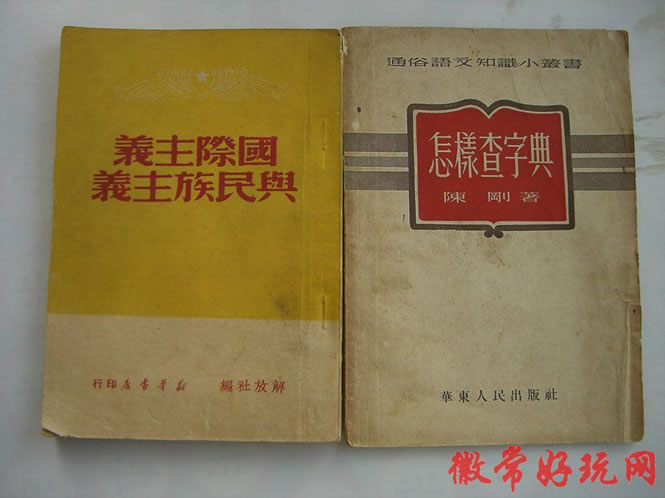 國際主義
與民族主義
解放社編 新華書店印行
通俗語文知識小叢書
怎樣查字典
陳剛著
華東人民出版社
徽常好玩网